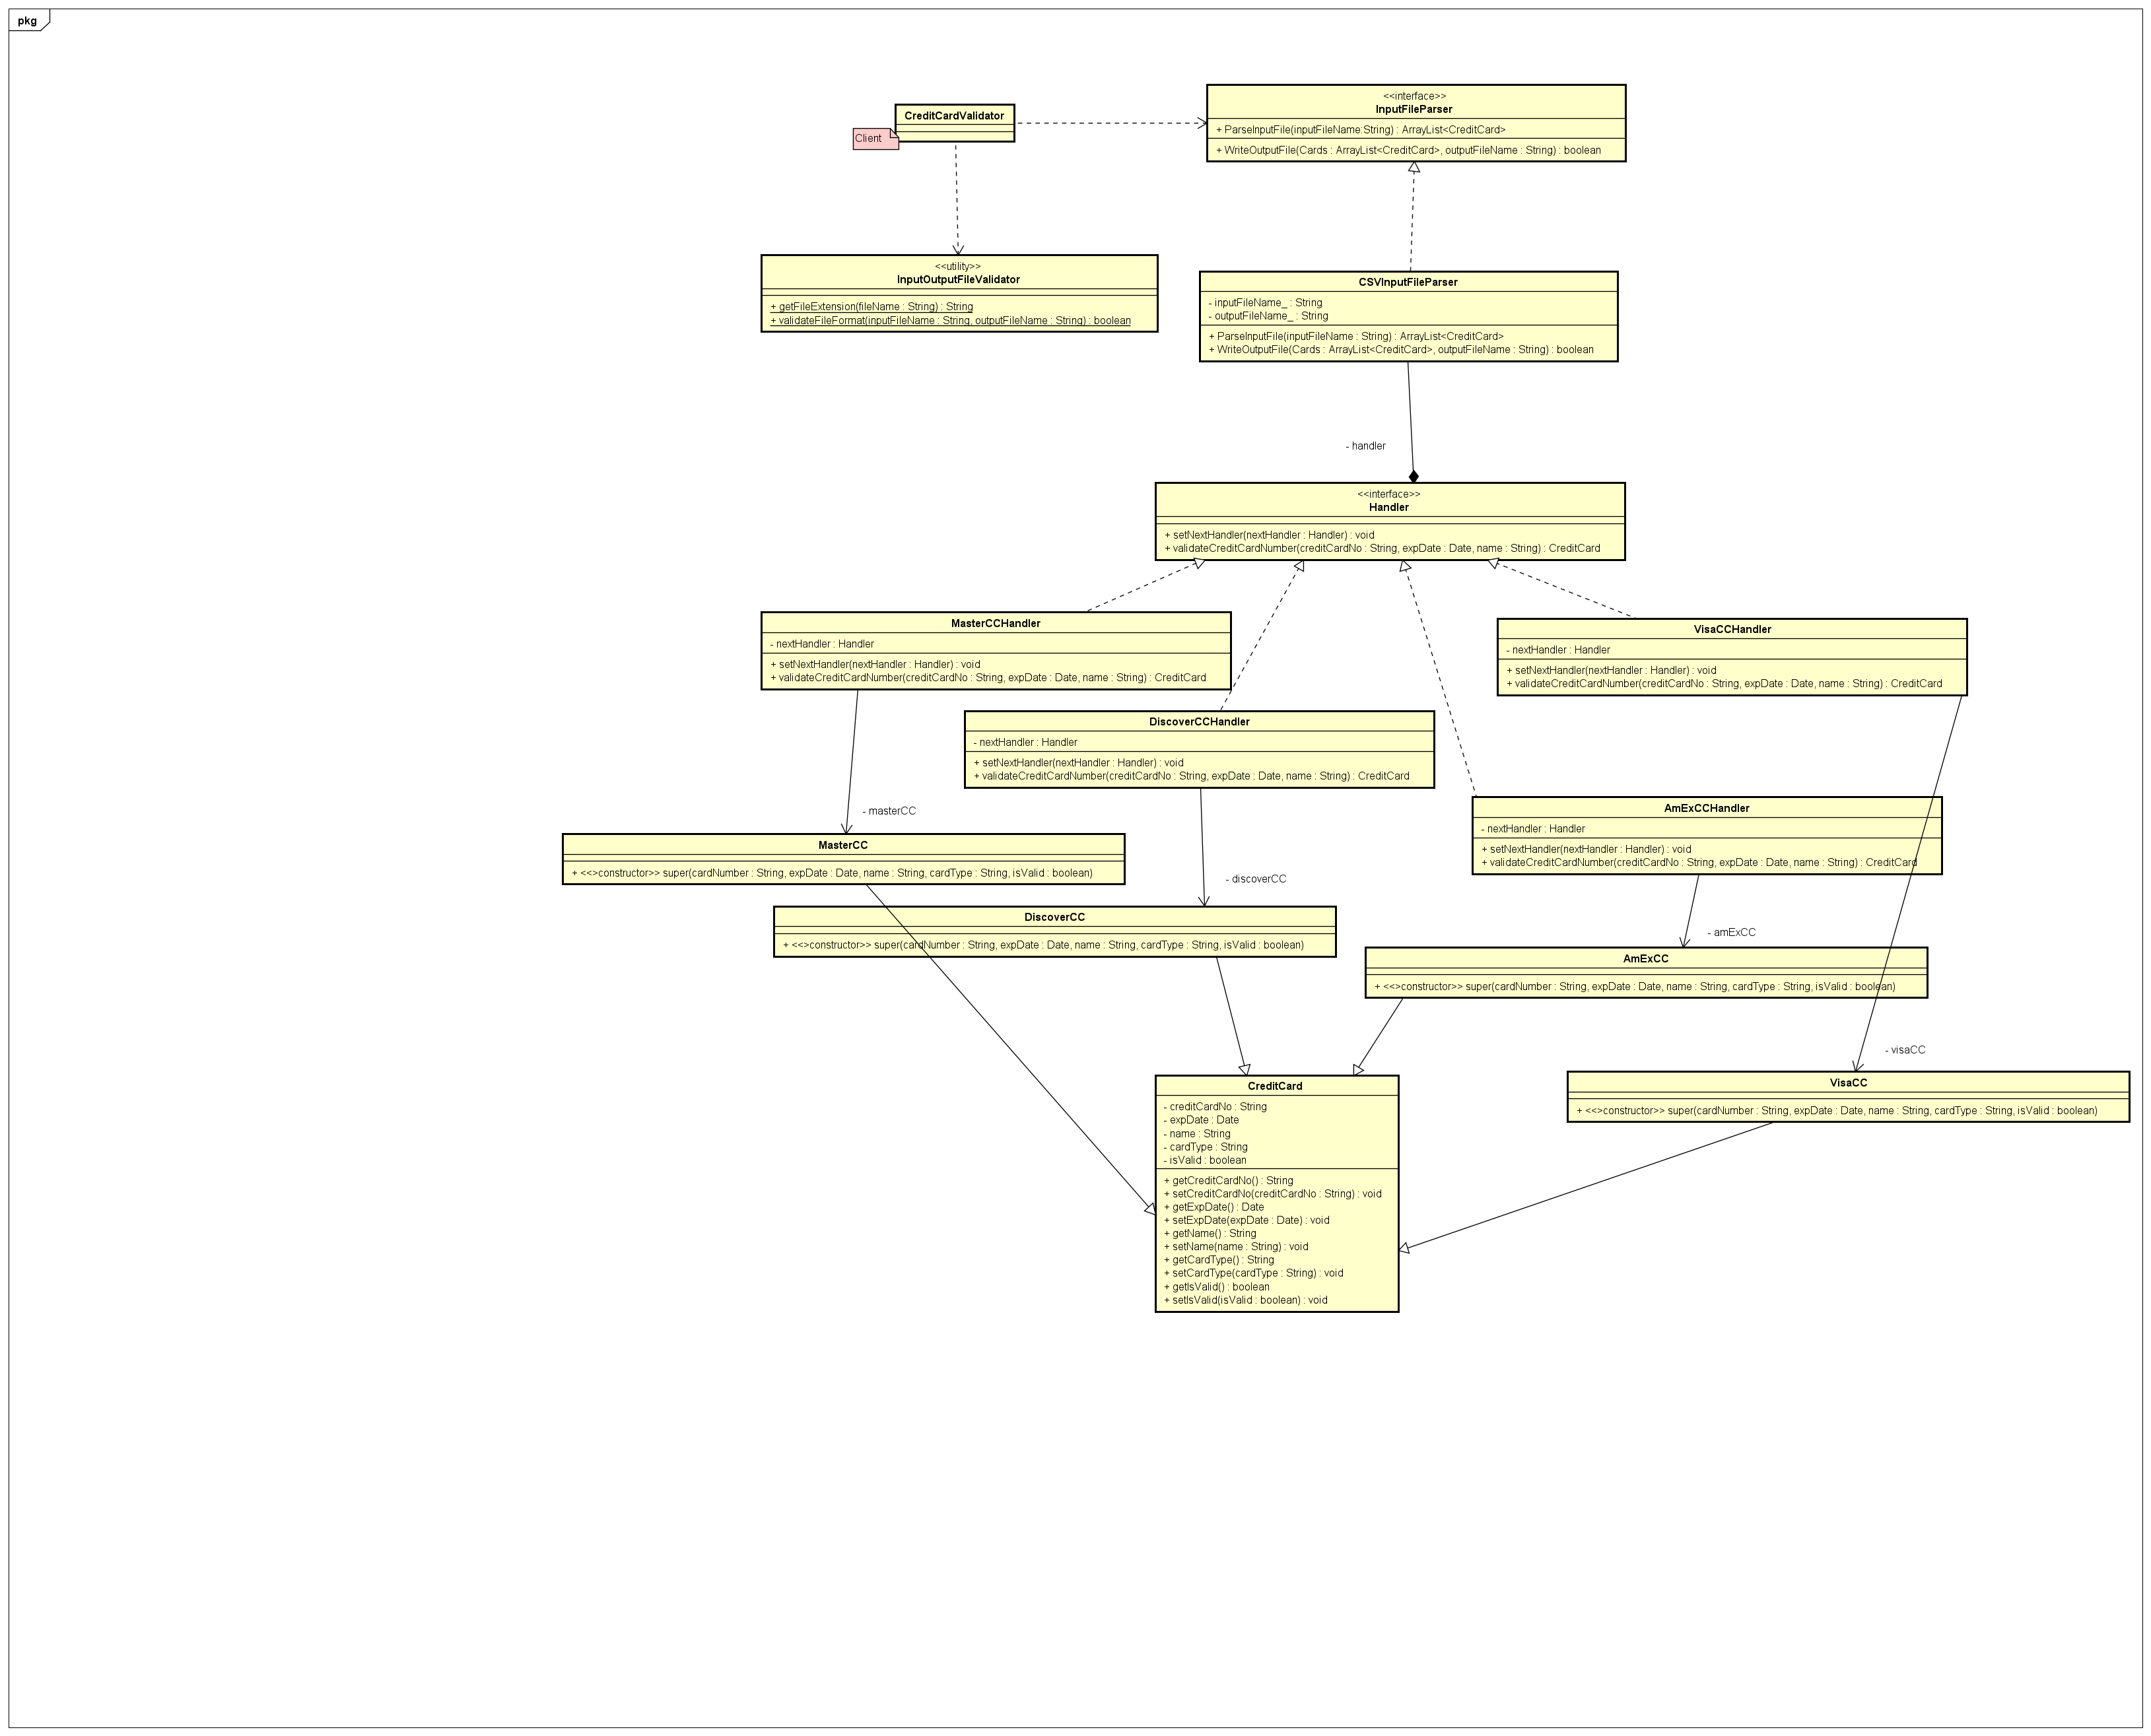 pkg
CreditCardValidator
Client
<<interface>>
InputFileParser
+ ParseInputFile(inputFileName:String) : ArrayList<CreditCard>
+ WriteOutputFile(Cards : ArrayList<CreditCard>, outputFileName : String) : boolean
<<utility>>
InputOutputFileValidator
+ getFileExtension(fileName : String) : String
+ validateFileFormat(inputFileName : String, outputFileName : String) : boolean
CSVInputFileParser
- inputFileName_ : String
- outputFileName_ : String
+ ParseInputFile(inputFileName : String) : ArrayList<CreditCard>
+ WriteOutputFile(Cards : ArrayList<CreditCard>, outputFileName : String) : boolean
- handler
<<interface>>
Handler
+ setNextHandler(nextHandler : Handler) : void
+ validateCreditCardNumber(creditCardNo : String, expDate : Date, name : String) : CreditCard
MasterCCHandler
- nextHandler : Handler
+ setNextHandler(nextHandler : Handler) : void
+ validateCreditCardNumber(creditCardNo : String, expDate : Date, name : String) : CreditCard
VisaCCHandler
- nextHandler : Handler
+ setNextHandler(nextHandler : Handler) : void
+ validateCreditCardNumber(creditCardNo : String, expDate : Date, name : String) : CreditCard
DiscoverCCHandler
- nextHandler : Handler
+ setNextHandler(nextHandler : Handler) : void
+ validateCreditCardNumber(creditCardNo : String, expDate : Date, name : String) : CreditCard
AmExCCHandler
- nextHandler : Handler
+ setNextHandler(nextHandler : Handler) : void
+ validateCreditCardNumber(creditCardNo : String, expDate : Date, name : String) : CreditCard
- masterCC
MasterCC
+ <<>constructor>> super(cardNumber : String, expDate : Date, name : String, cardType : String, isValid : boolean)
- discoverCC
DiscoverCC
+ <<>constructor>> super(cardNumber : String, expDate : Date, name : String, cardType : String, isValid : boolean)
- amExCC
AmExCC
+ <<>constructor>> super(cardNumber : String, expDate : Date, name : String, cardType : String, isValid : boolean)
- visaCC
VisaCC
+ <<>constructor>> super(cardNumber : String, expDate : Date, name : String, cardType : String, isValid : boolean)
CreditCard
- creditCardNo : String
- expDate : Date
- name : String
- cardType : String
- isValid : boolean
+ getCreditCardNo() : String
+ setCreditCardNo(creditCardNo : String) : void
+ getExpDate() : Date
+ setExpDate(expDate : Date) : void
+ getName() : String
+ setName(name : String) : void
+ getCardType() : String
+ setCardType(cardType : String) : void
+ getIsValid() : boolean
+ setIsValid(isValid : boolean) : void